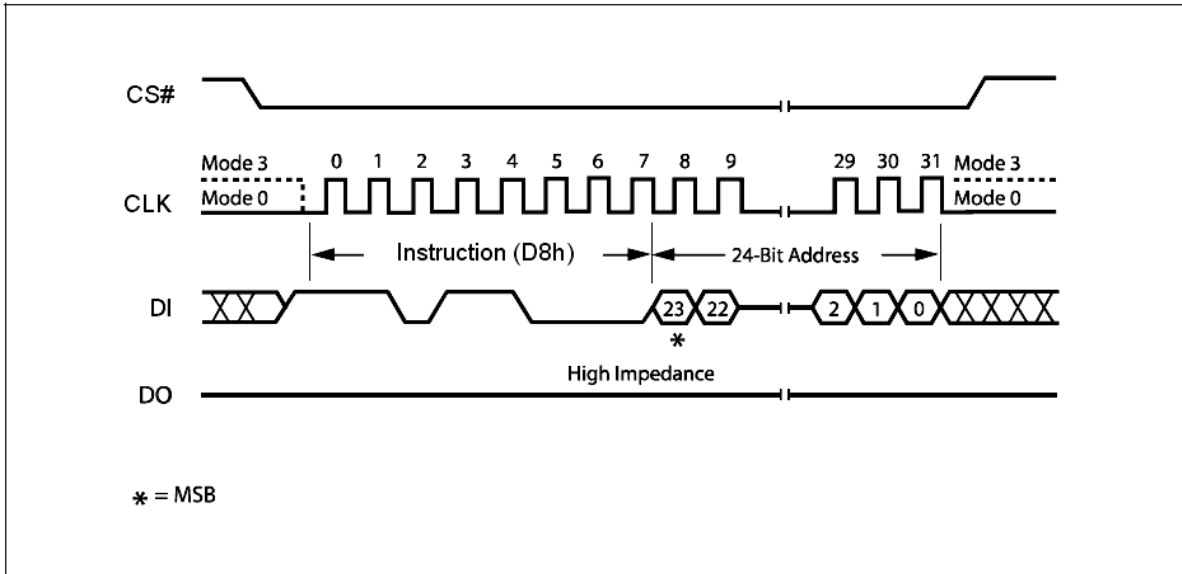 CS#
Mode 3 0 1 2 3 4 5 6 7 8 9 29 30 31 Mode 3
CLK Mode 0 Mode 0
Instruction (D8h) 24-Bit Address
DI 23 22 2 1 0
*
High Impedance
DO
* = MSB